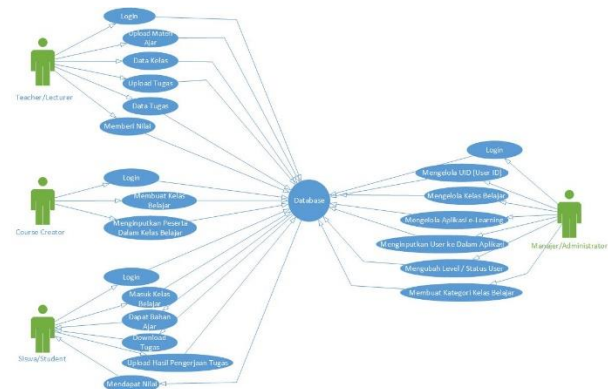 Login
Upload Materi
Ajar
Data Kelas
Upload Tugas
Data Tugas
Memberi Nilai
Teacher/Lecturer
Login
Membuat Kelas
Belajar
Menginputkan Peserta
Dalam Kelas Belajar
Course Creator
Login
Masuk Kelas
Belajar
Dapat Bahan
Ajar
Download
Tugas
Upload Hasil Pengerjaan Tugas
Mendapat Nilai
Siswa/Student
Database
Login
Mengelola UID (User ID)
Mengelola Kelas Belajar
Mengelola Aplikasi e-Learning
Menginputkan User ke Dalam Aplikasi
Mengubah Level / Status User
Membuat Kategori Kelas Belajar
Manajer/Administrator